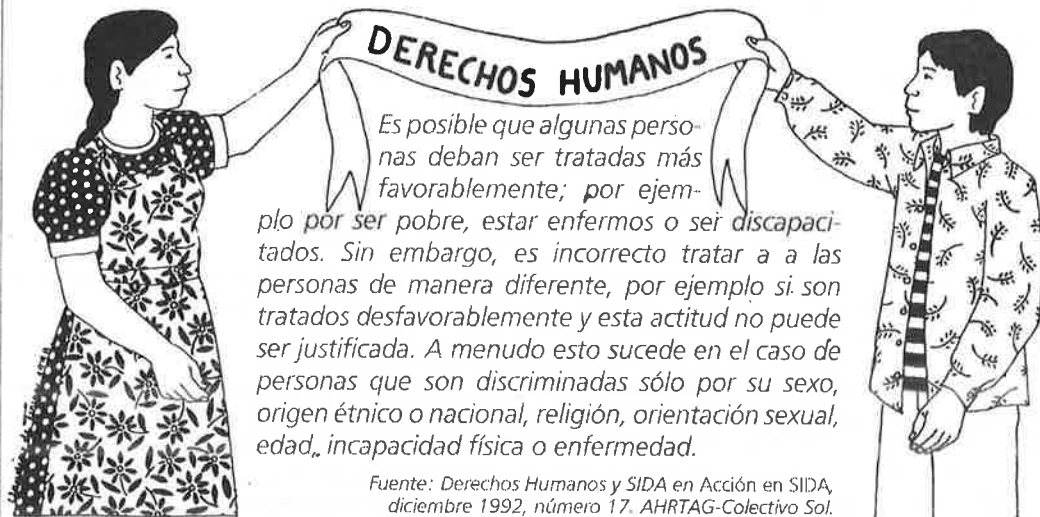 DERECHOS HUMANOS
Es posible que algunas perso-
nas deban ser tratadas más
favorablemente; por ejem-
plo por ser pobre, estar enfermos o ser discapaci-
tados. Sin embargo, es incorrecto tratar a a las
personas de manera diferente, por ejemplo si son
tratados desfavorablemente y esta actitud no puede
ser justificada. A menudo esto sucede en el caso de
personas que son discriminadas sólo por su sexo,
origen étnico o nacional, religión, orientación sexual,
edad,, incapacidad física o enfermedad.
Fuente: Derechos Humanos y SIDA en Acción en SIDA,
diciembre 1992, número 17. AHRTAG-Colectivo Sol.